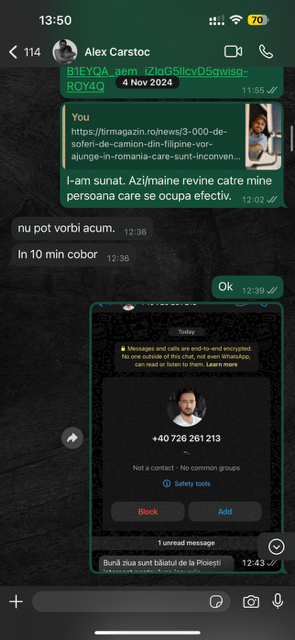 13:50
70
114
Alex Carstoc
B1EYQA_aem_iZIqG5IIcvD5gwisg-
ROY4Q
11:55
4 Nov 2024
You
https://tirmagazin.ro/news/3-000-de-
soferi-de-camion-din-filipine-vor-
ajunge-in-romania-care-sunt-inconven...
I-am sunat. Azi/maine revine catre mine
persoana care se ocupa efectiv.
12:02
nu pot vorbi acum.
12:36
In 10 min cobor
12:36
Ok
12:39
Today
Messages and calls are end-to-end encrypted.
No one outside of this chat, not even WhatsApp,
can read or listen to them. Learn more
+40 726 261 213
Not a contact · No common groups
Safety tools
Block
Add
1 unread message
Bună ziua sunt băiatul de la Ploiești
12:43